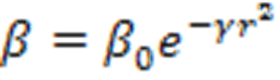 β = β₀e^{-γr²}